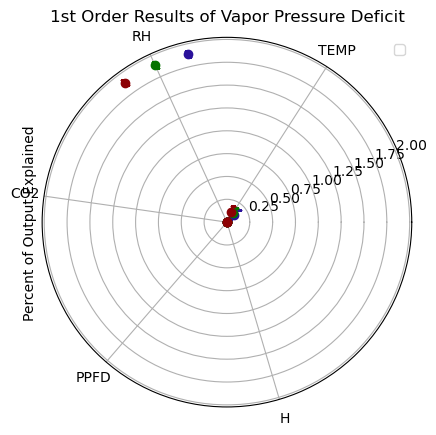 1st Order Results of Vapor Pressure Deficit
RH
TEMP
2.00
1.75
1.50
1.25
1.00
0.75
0.50
0.25
CO2
Percent of Output Explained
PPFD
H